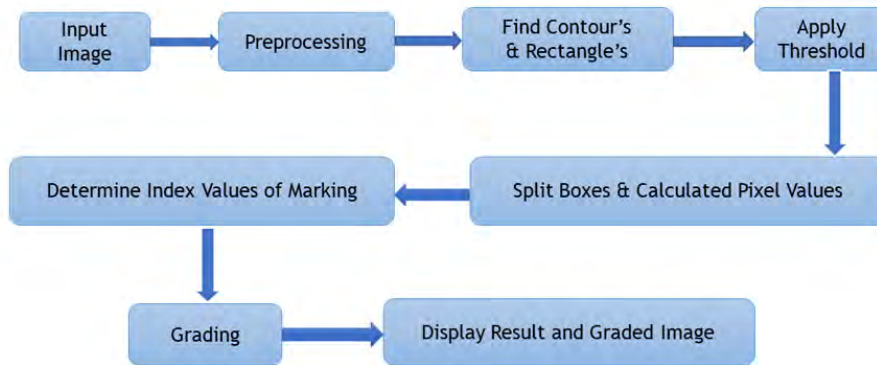 Input
Image
Preprocessing
Find Contour's
& Rectangle's
Apply
Threshold
Split Boxes & Calculated Pixel Values
Determine Index Values of Marking
Grading
Display Result and Graded Image